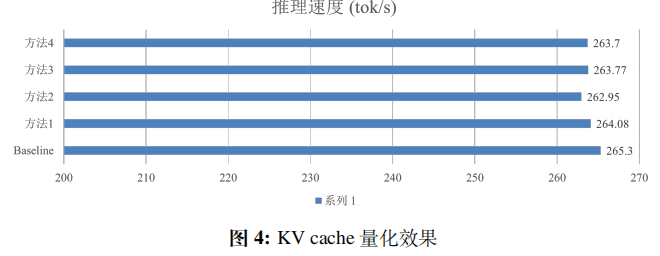 推理速度 (tok/s)
方法4 263.7
方法3 263.77
方法2 262.95
方法1 264.08
Baseline 265.3
200 210 220 230 240 250 260 270
系列 1
图 4: KV cache 量化效果